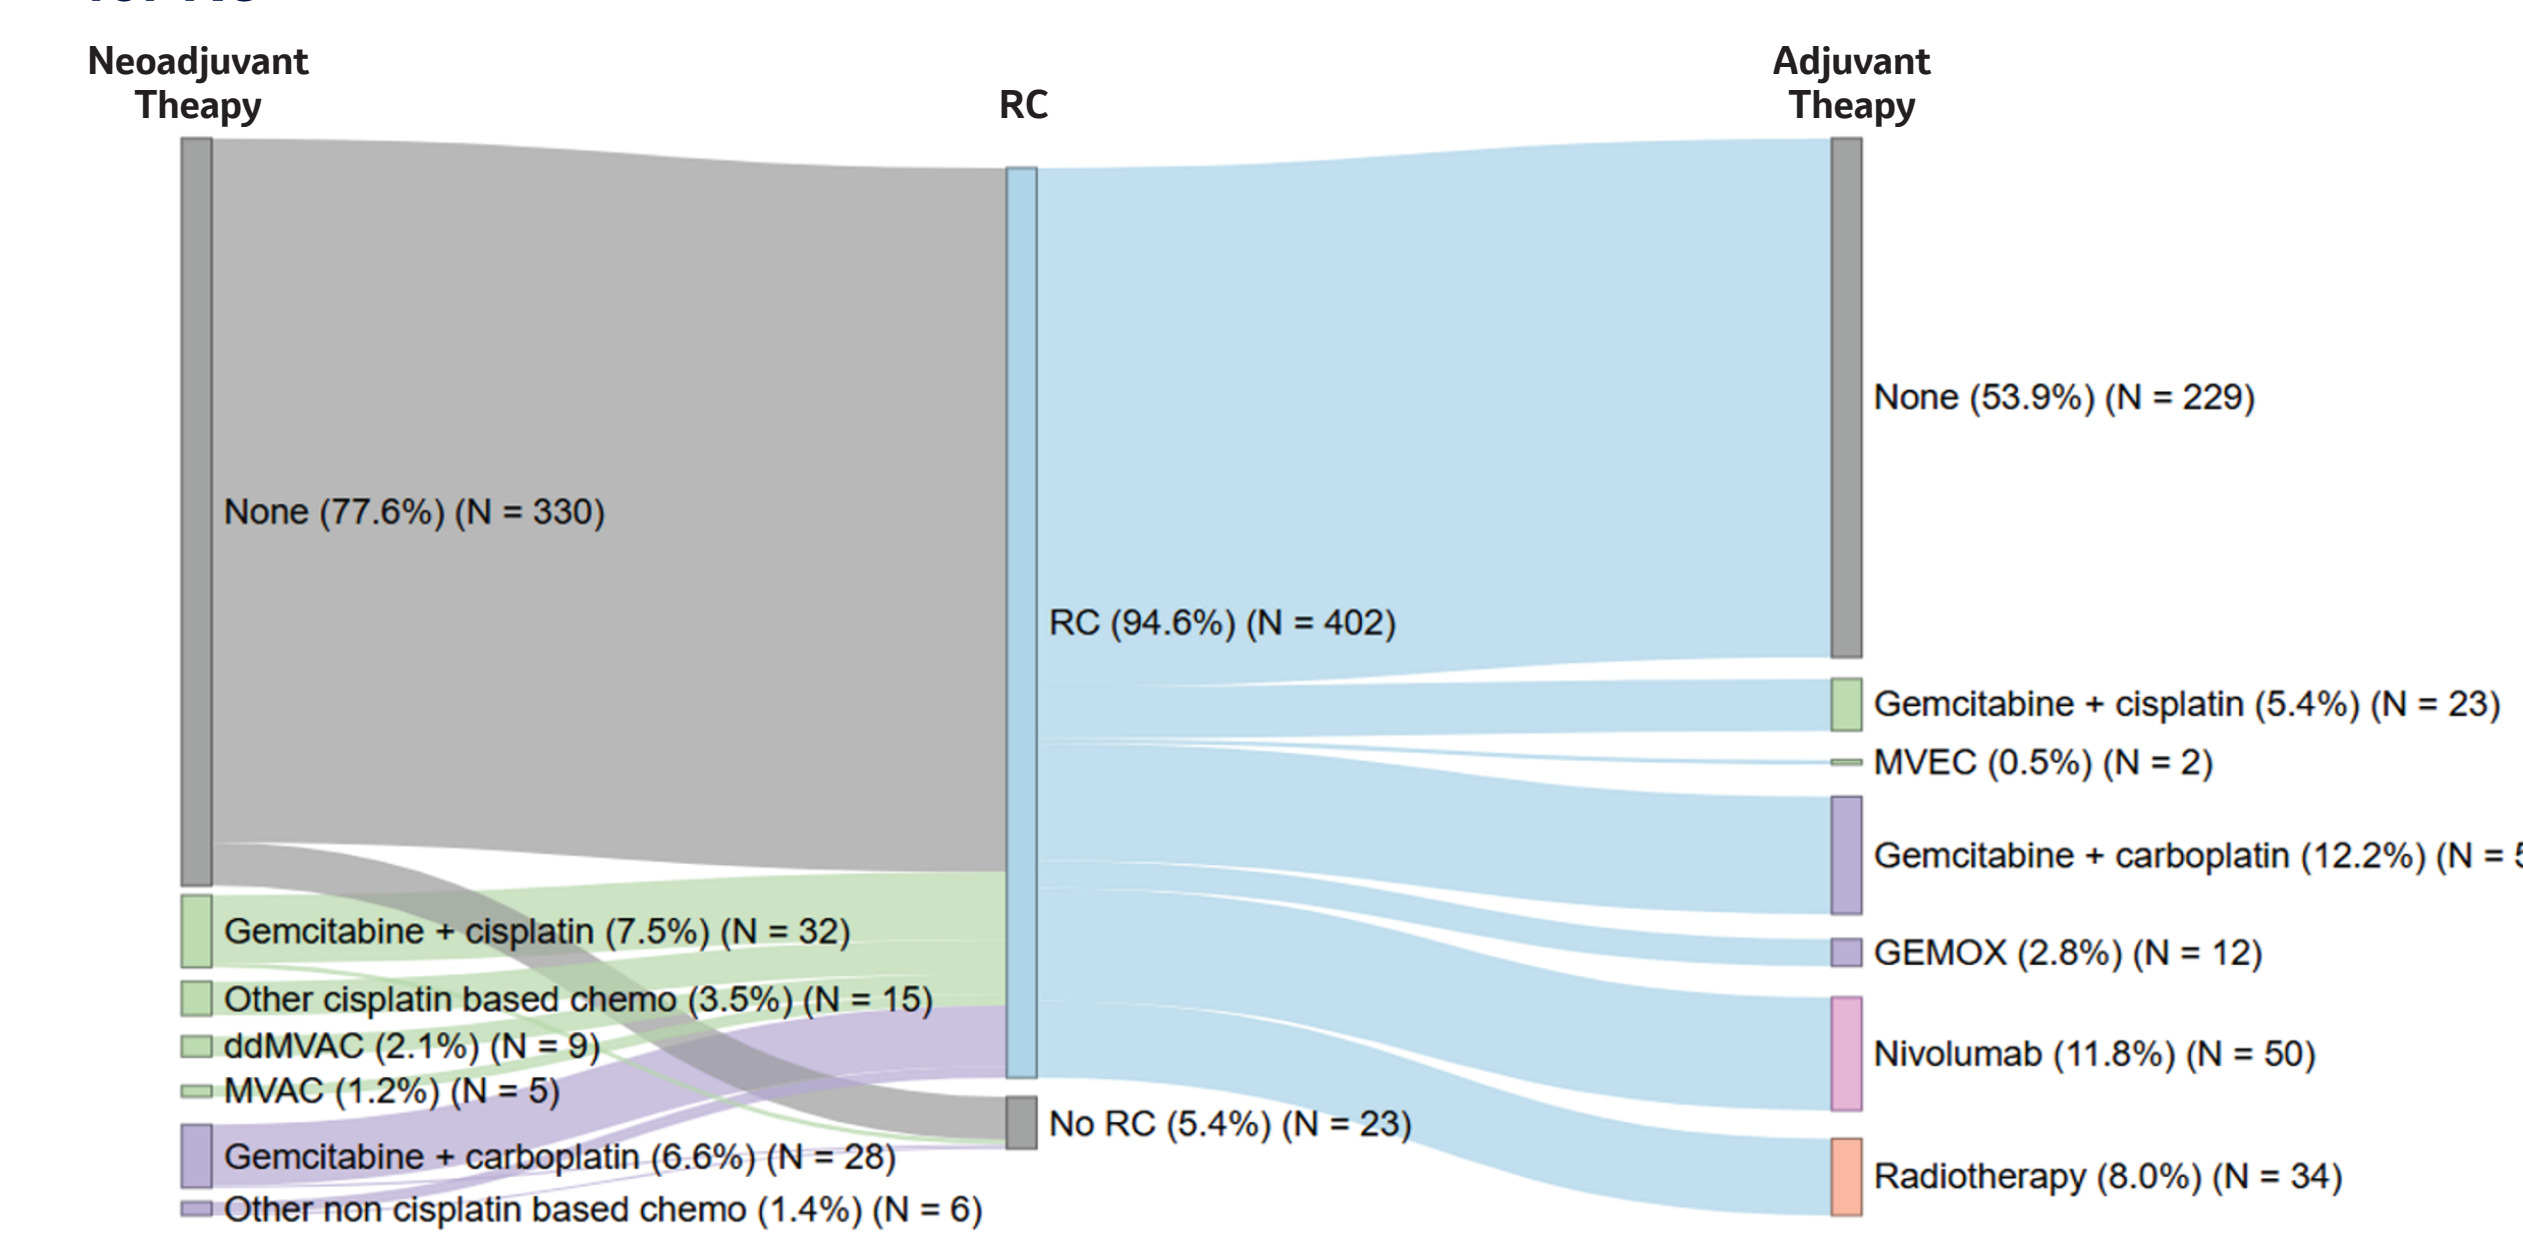 Neoadjuvant
Theapy
RC
Adjuvant
Theapy
None (77.6%) (N = 330)
Gemcitabine + cisplatin (7.5%) (N = 32)
Other cisplatin based chemo (3.5%) (N = 15)
ddMVAC (2.1%) (N = 9)
MVAC (1.2%) (N = 5)
Gemcitabine + carboplatin (6.6%) (N = 28)
Other non cisplatin based chemo (1.4%) (N = 6)
RC (94.6%) (N = 402)
No RC (5.4%) (N = 23)
None (53.9%) (N = 229)
Gemcitabine + cisplatin (5.4%) (N = 23)
MVEC (0.5%) (N = 2)
Gemcitabine + carboplatin (12.2%) (N =
GEMOX (2.8%) (N = 12)
Nivolumab (11.8%) (N = 50)
Radiotherapy (8.0%) (N = 34)